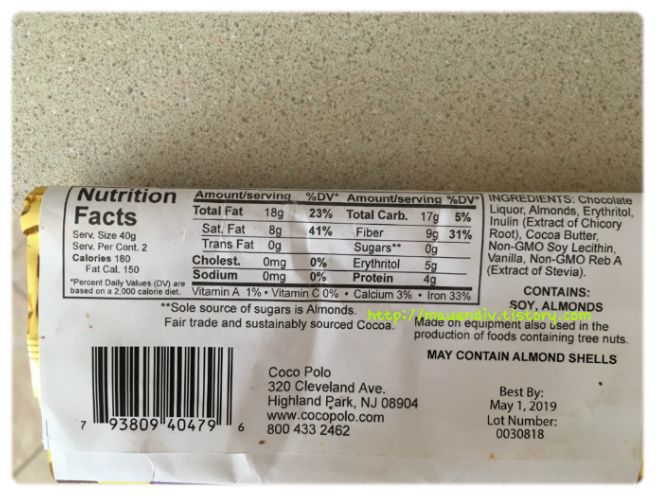 Nutrition
Facts
Serv. Size 40g
Serv. Per Cont. 2
Calories 180
Fat Cal. 150
*Percent Daily Values (DV) are
based on a 2,000 calorie diet.
Amount/serving %DV* Amount/serving %DV*
Total Fat 18g 23% Total Carb. 17g 5%
Sat. Fat 8g 41% Fiber 9g 31%
Trans Fat 0g Sugars** 0g
Cholest. 0mg 0% Erythritol 5g
Sodium 0mg 0% Protein 4g
Vitamin A 1% • Vitamin C 0% • Calcium 3% • Iron 33%
**Sole source of sugars is Almonds.
Fair trade and sustainably sourced Cocoa.
INGREDIENTS: Chocolate
Liquor, Almonds, Erythritol,
Inulin (Extract of Chicory
Root), Cocoa Butter,
Non-GMO Soy Lecithin,
Vanilla, Non-GMO Reb A
(Extract of Stevia).
CONTAINS:
SOY, ALMONDS
http://mauendiv.tistory.com
Made on equipment also used in the
production of foods containing tree nuts.
MAY CONTAIN ALMOND SHELLS
7 93809 40479 6
Coco Polo
320 Cleveland Ave.
Highland Park, NJ 08904
www.cocopolo.com
800 433 2462
Best By:
May 1, 2019
Lot Number:
0030818